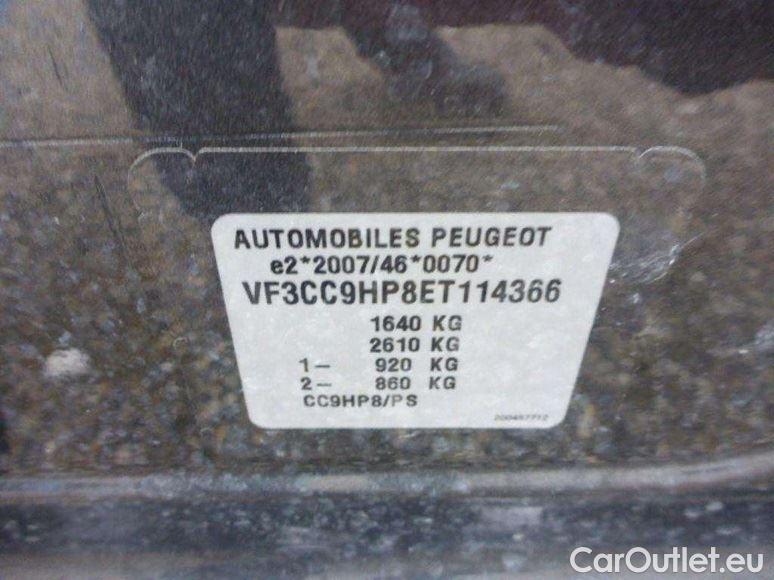 AUTOMOBILES PEUGEOT
e2*2007/46*0070*
VF3CC9HP8ET114366
1640 KG
2610 KG
1– 920 KG
2– 860 KG
CC9HP8/PS
CarOutlet.eu